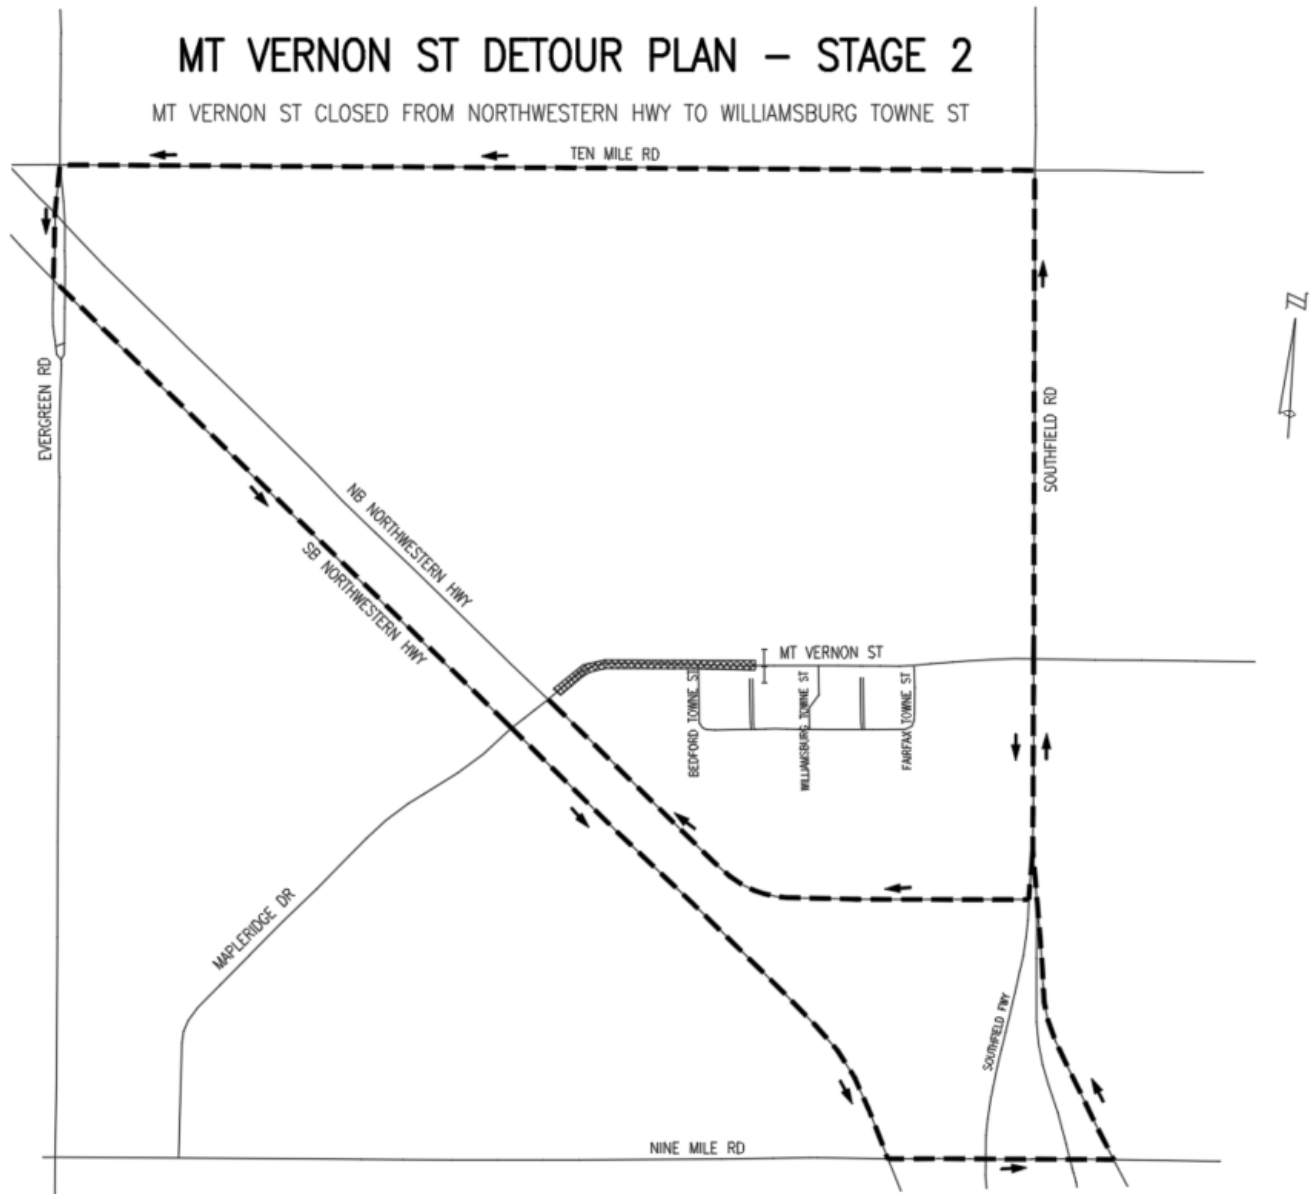 MT VERNON ST DETOUR PLAN – STAGE 2
MT VERNON ST CLOSED FROM NORTHWESTERN HWY TO WILLIAMSBURG TOWNE ST
TEN MILE RD
N
EVERGREEN RD
SOUTHFIELD RD
NB NORTHWESTERN HWY
SB NORTHWESTERN HWY
MT VERNON ST
BEDFORD TOWNE ST
WILLIAMSBURG TOWNE ST
FAIRFAX TOWNE ST
MAPLERIDGE DR
SOUTHFIELD FWY
NINE MILE RD